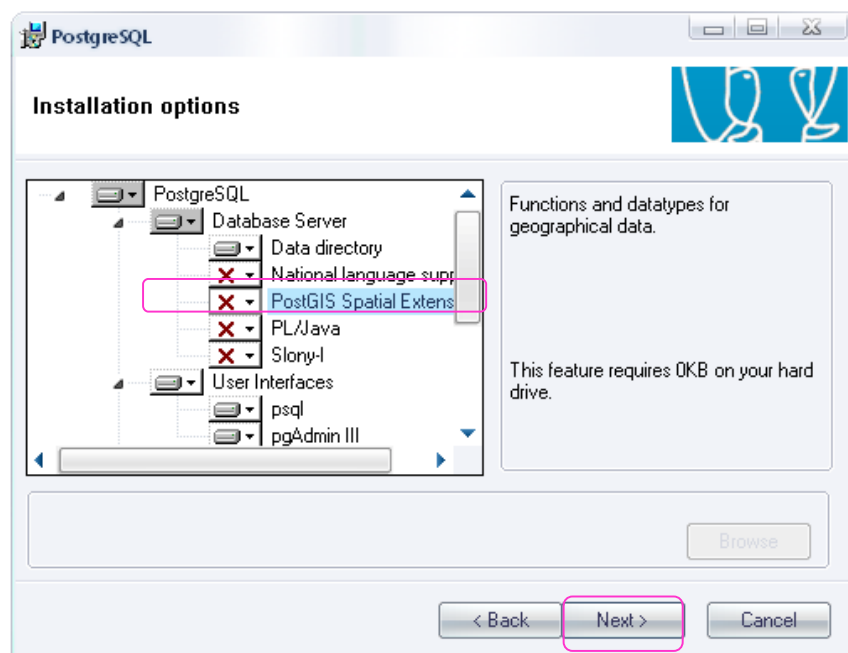 PostgreSQL
Installation options
PostgreSQL
Database Server
Data directory
National language supp
PostGIS Spatial Extens
PL/Java
Slony-I
User Interfaces
psql
pgAdmin III
Functions and datatypes for
geographical data.
This feature requires 0KB on your hard
drive.
Browse
< Back
Next >
Cancel